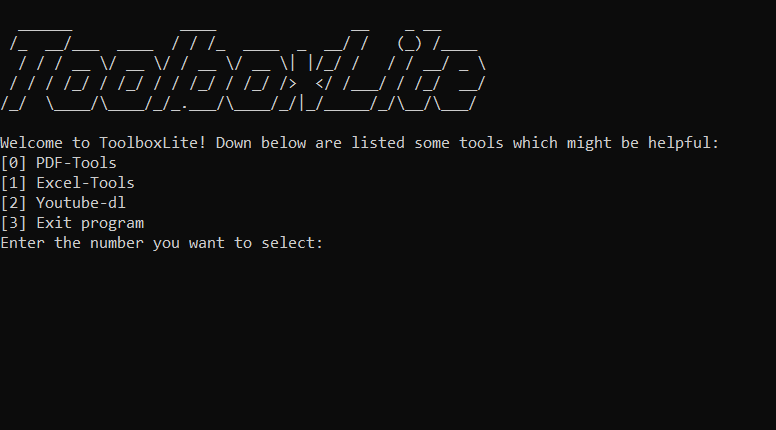 ToolboxLite
Welcome to ToolboxLite! Down below are listed some tools which might be helpful:
[0] PDF-Tools
[1] Excel-Tools
[2] Youtube-dl
[3] Exit program
Enter the number you want to select: